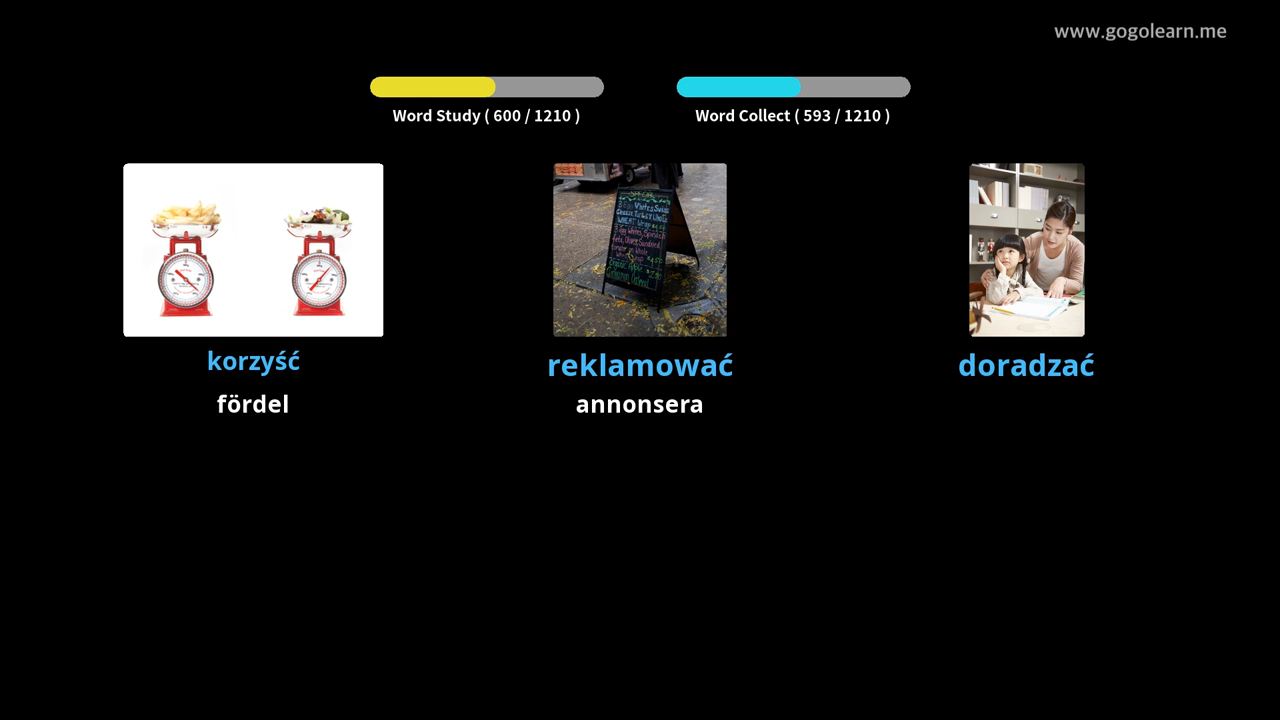 www.gogolearn.me
Word Study ( 600 / 1210 )
Word Collect ( 593 / 1210 )
korzyść
reklamować
doradzać
fördel
annonsera